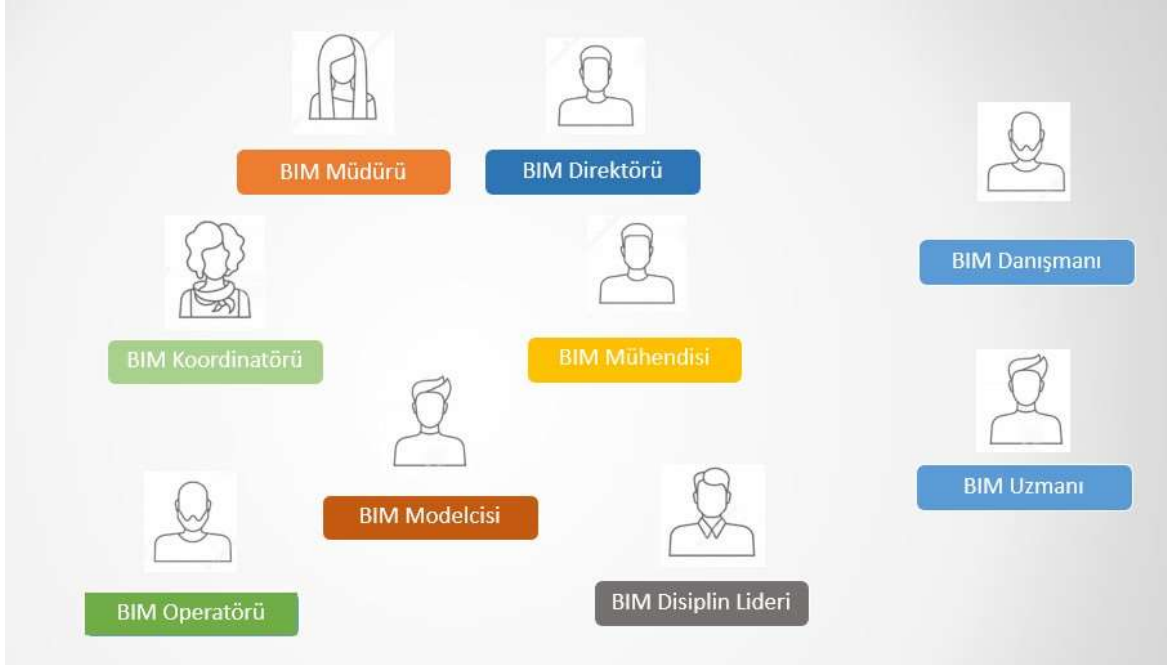 BIM Müdürü
BIM Direktörü
BIM Danışmanı
BIM Koordinatörü
BIM Mühendisi
BIM Uzmanı
BIM Modelcisi
BIM Operatörü
BIM Disiplin Lideri